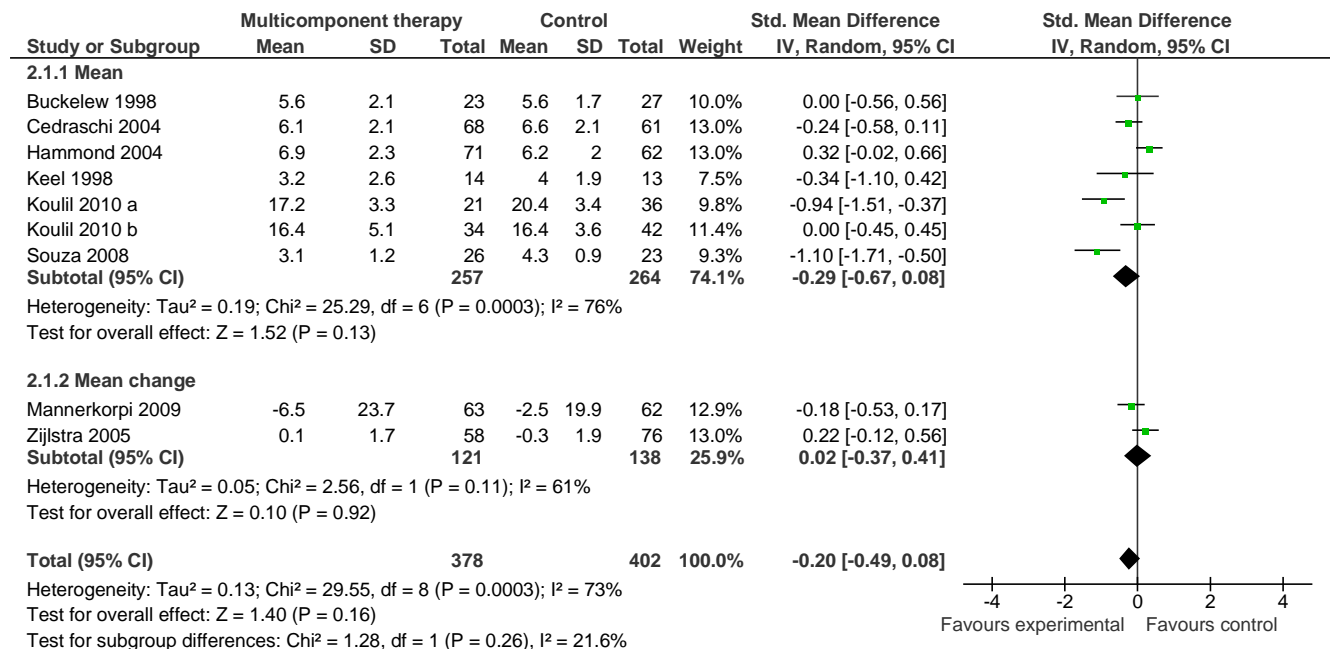 Multicomponent therapy Control Std. Mean Difference Std. Mean Difference
Study or Subgroup Mean SD Total Mean SD Total Weight IV, Random, 95% CI IV, Random, 95% CI
2.1.1 Mean
Buckelew 1998 5.6 2.1 23 5.6 1.7 27 10.0% 0.00 [-0.56, 0.56]
Cedraschi 2004 6.1 2.1 68 6.6 2.1 61 13.0% -0.24 [-0.58, 0.11]
Hammond 2004 6.9 2.3 71 6.2 2 62 13.0% 0.32 [-0.02, 0.66]
Keel 1998 3.2 2.6 14 4 1.9 13 7.5% -0.34 [-1.10, 0.42]
Koulil 2010 a 17.2 3.3 21 20.4 3.4 36 9.8% -0.94 [-1.51, -0.37]
Koulil 2010 b 16.4 5.1 34 16.4 3.6 42 11.4% 0.00 [-0.45, 0.45]
Souza 2008 3.1 1.2 26 4.3 0.9 23 9.3% -1.10 [-1.71, -0.50]
Subtotal (95% CI) 257 264 74.1% -0.29 [-0.67, 0.08]
Heterogeneity: Tau² = 0.19; Chi² = 25.29, df = 6 (P = 0.0003); I² = 76%
Test for overall effect: Z = 1.52 (P = 0.13)
2.1.2 Mean change
Mannerkorpi 2009 -6.5 23.7 63 -2.5 19.9 62 12.9% -0.18 [-0.53, 0.17]
Zijlstra 2005 0.1 1.7 58 -0.3 1.9 76 13.0% 0.22 [-0.12, 0.56]
Subtotal (95% CI) 121 138 25.9% 0.02 [-0.37, 0.41]
Heterogeneity: Tau² = 0.05; Chi² = 2.56, df = 1 (P = 0.11); I² = 61%
Test for overall effect: Z = 0.10 (P = 0.92)
Total (95% CI) 378 402 100.0% -0.20 [-0.49, 0.08]
Heterogeneity: Tau² = 0.13; Chi² = 29.55, df = 8 (P = 0.0003); I² = 73%
Test for overall effect: Z = 1.40 (P = 0.16)
Test for subgroup differences: Chi² = 1.28, df = 1 (P = 0.26), I² = 21.6%
-4 -2 0 2 4
Favours experimental Favours control